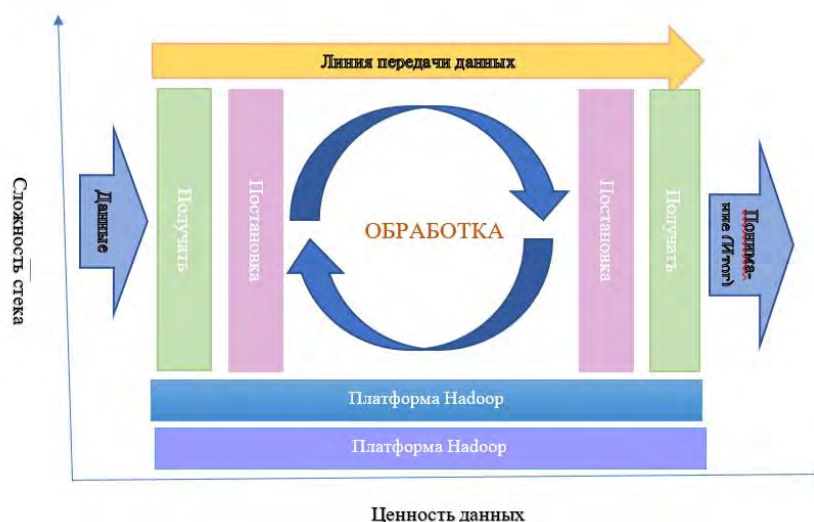 Линия передачи данных
Сложность стека
Данные
Получать
Постановка
ОБРАБОТКА
Постановка
Получать
Понима-
ние (Итог)
Платформа Hadoop
Платформа Hadoop
Ценность данных